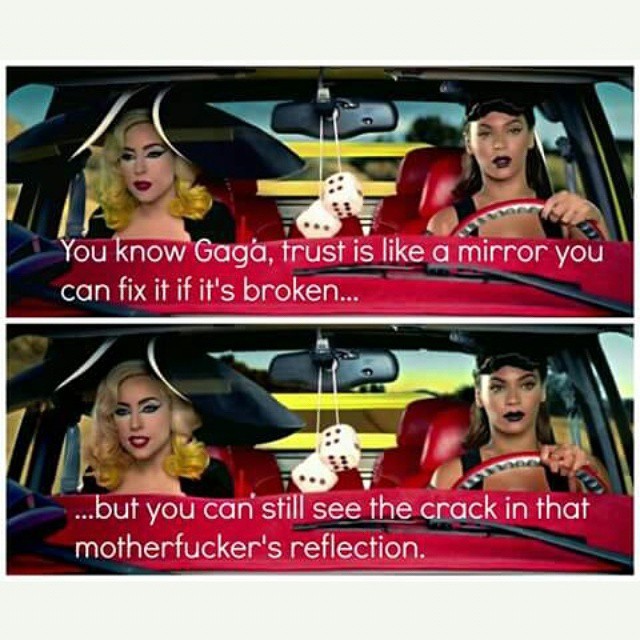 You know Gaga, trust is like a mirror you
can fix it if it's broken...
...but you can still see the crack in that
motherfucker's reflection.